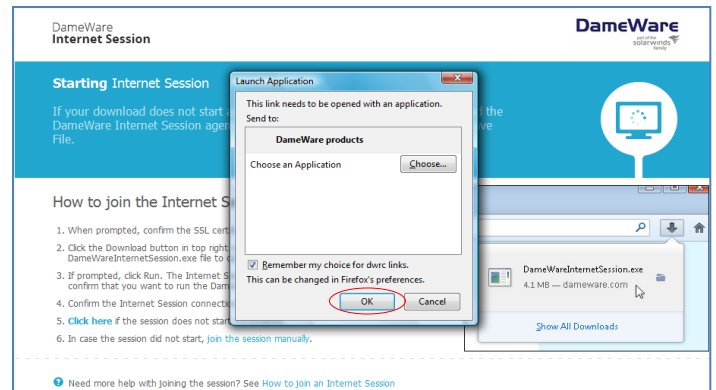 DameWare
Internet Session
DameWare
part of the
solarwinds
family
Starting Internet Session
If your download does not start
DameWare Internet Session
File.
the
Launch Application
This link needs to be opened with an application.
Send to:
DameWare products
Choose an Application
Choose...
Remember my choice for dwrc links.
This can be changed in Firefox's preferences.
OK
Cancel
How to join the Internet
1. When prompted, confirm the SSL
2. Click the Download button in top right
DameWareInternetSession.exe file to
3. If prompted, click Run. The Internet
confirm that you want to run the
4. Confirm the Internet Session
5. Click here if the session does not start
6. In case the session did not start, join the session manually.
DameWareInternetSession.exe
4.1 MB — dameware.com
Show All Downloads
Need more help with joining the session? See How to join an Internet Session